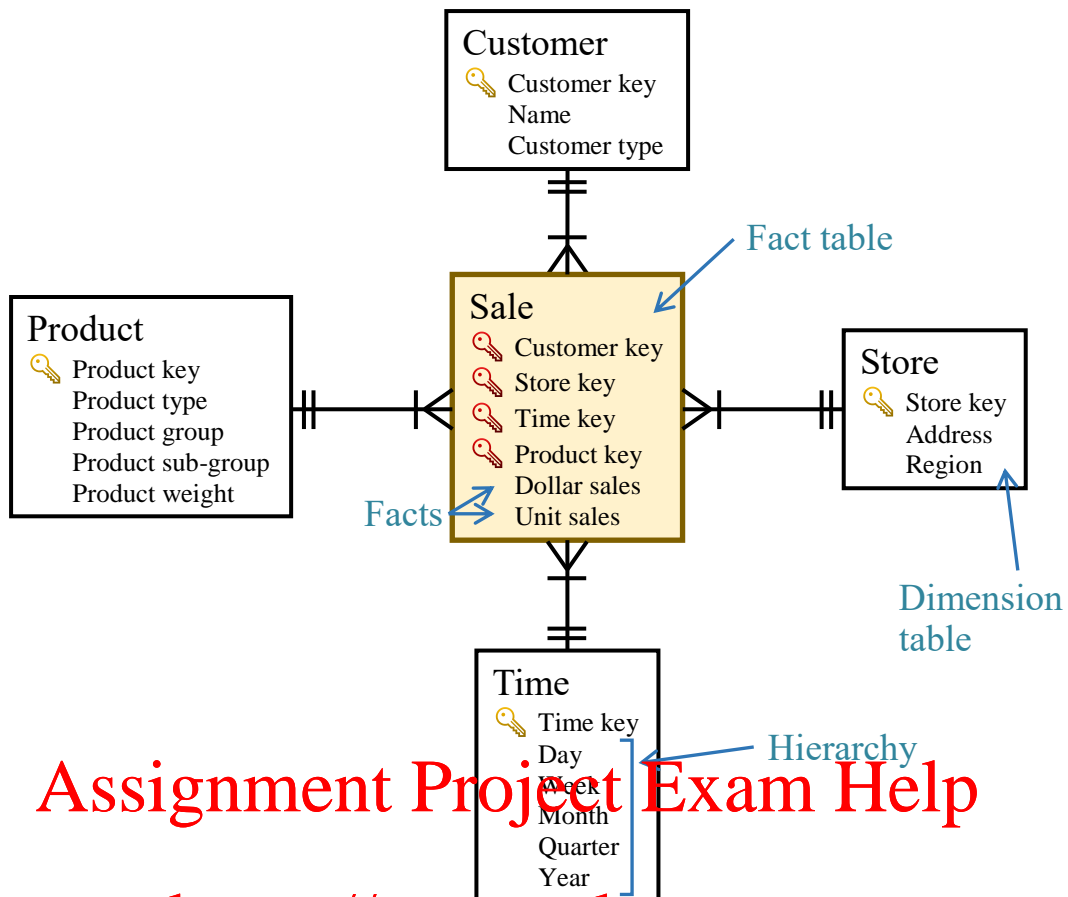 Customer
Customer key
Name
Customer type
Fact table
Product
Product key
Product type
Product group
Product sub-group
Product weight
Sale
Customer key
Store key
Time key
Product key
Dollar sales
Unit sales
Facts
Store
Store key
Address
Region
Dimension
table
Time
Time key
Day
Week
Month
Quarter
Year
Hierarchy
Assignment Project Exam Help